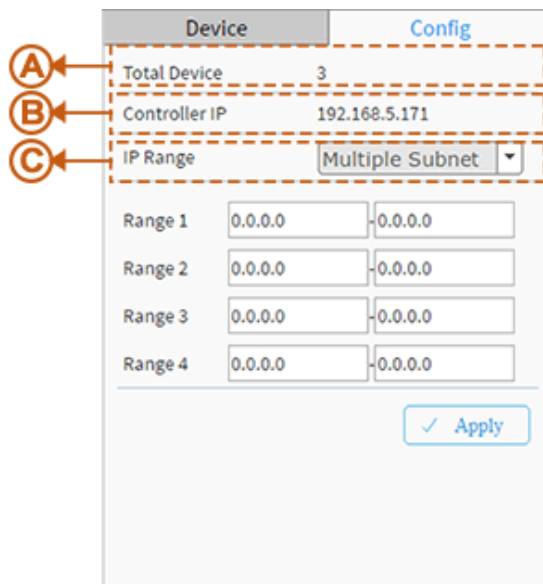 Device Config
A Total Device 3
B Controller IP 192.168.5.171
C IP Range Multiple Subnet
Range 1 0.0.0.0 - 0.0.0.0
Range 2 0.0.0.0 - 0.0.0.0
Range 3 0.0.0.0 - 0.0.0.0
Range 4 0.0.0.0 - 0.0.0.0
✓ Apply